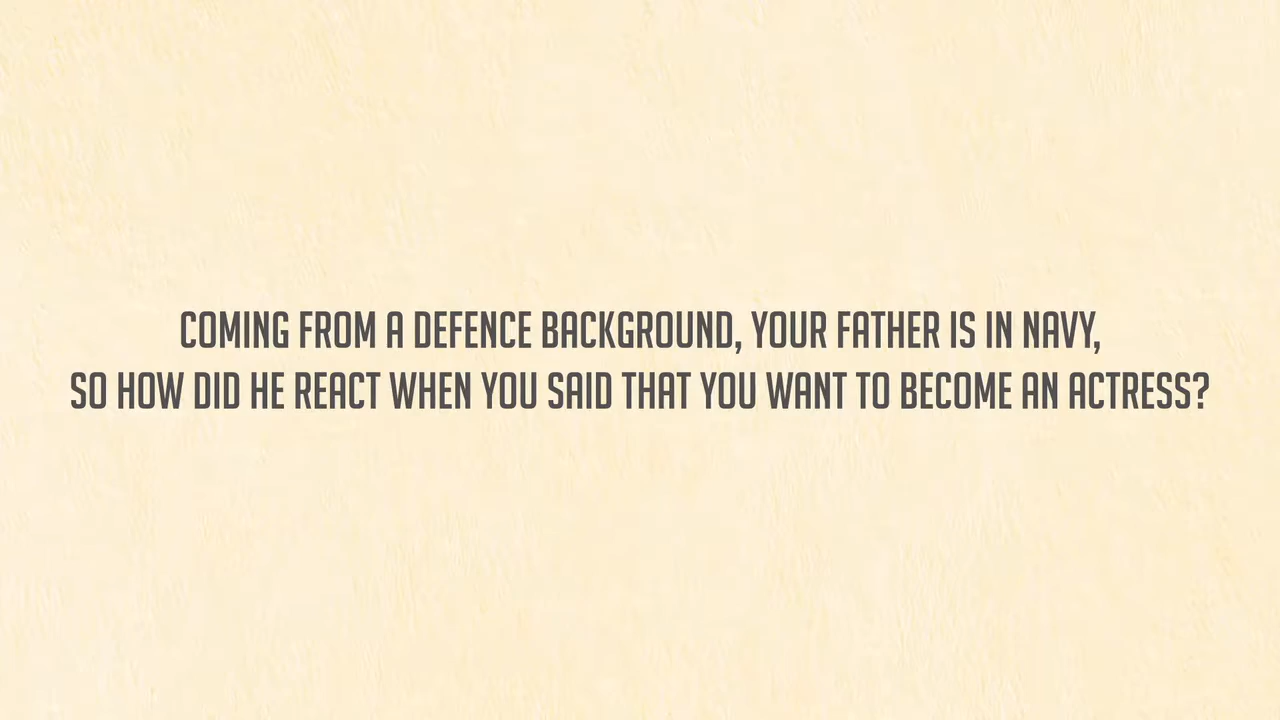 COMING FROM A DEFENCE BACKGROUND, YOUR FATHER IS IN NAVY,
SO HOW DID HE REACT WHEN YOU SAID THAT YOU WANT TO BECOME AN ACTRESS?